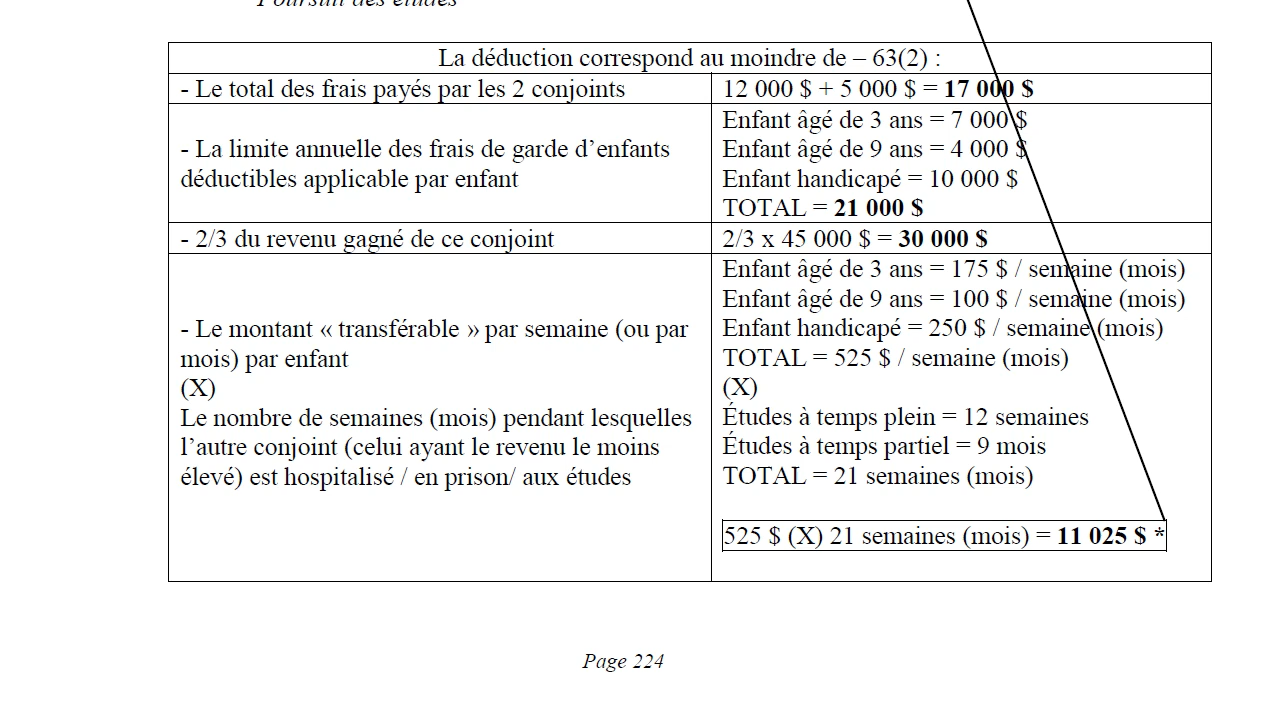 Poursuit des études
La déduction correspond au moindre de – 63(2) :
- Le total des frais payés par les 2 conjoints
12 000 $ + 5 000 $ = 17 000 $
- La limite annuelle des frais de garde d’enfants
déductibles applicable par enfant
Enfant âgé de 3 ans = 7 000 $
Enfant âgé de 9 ans = 4 000 $
Enfant handicapé = 10 000 $
TOTAL = 21 000 $
- 2/3 du revenu gagné de ce conjoint
2/3 x 45 000 $ = 30 000 $
- Le montant « transférable » par semaine (ou par
mois) par enfant
(X)
Le nombre de semaines (mois) pendant lesquelles
l’autre conjoint (celui ayant le revenu le moins
élevé) est hospitalisé / en prison/ aux études
Enfant âgé de 3 ans = 175 $ / semaine (mois)
Enfant âgé de 9 ans = 100 $ / semaine (mois)
Enfant handicapé = 250 $ / semaine (mois)
TOTAL = 525 $ / semaine (mois)
(X)
Études à temps plein = 12 semaines
Études à temps partiel = 9 mois
TOTAL = 21 semaines (mois)
525 $ (X) 21 semaines (mois) = 11 025 $ *
Page 224